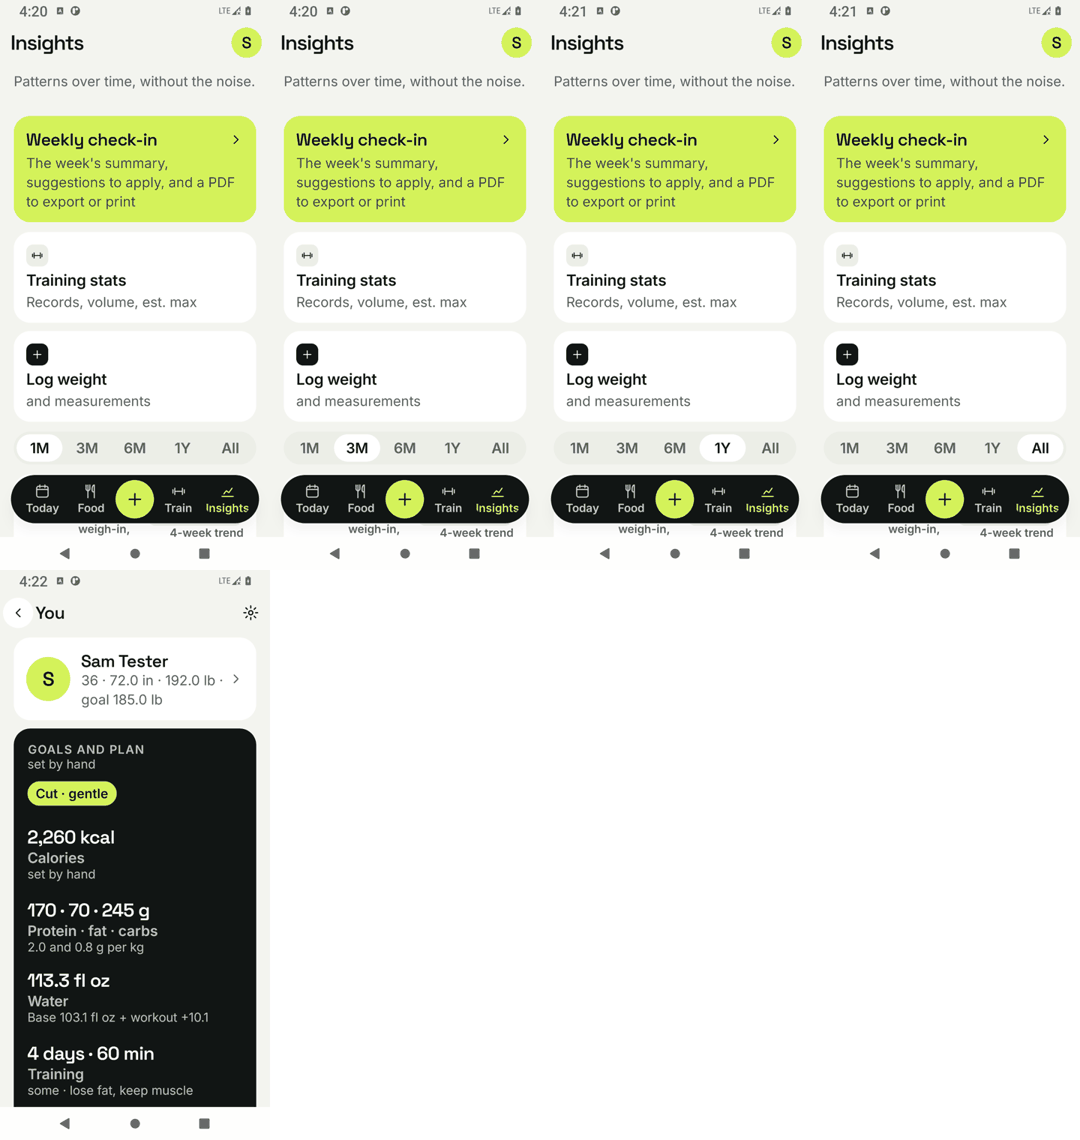 4:20
LTE
Insights
S
Patterns over time, without the noise.
Weekly check-in
The week's summary,
suggestions to apply, and a PDF
to export or print
Training stats
Records, volume, est. max
Log weight
and measurements
1M 3M 6M 1Y All
Today Food Train Insights
weigh-in,
4-week trend
4:20
LTE
Insights
S
Patterns over time, without the noise.
Weekly check-in
The week's summary,
suggestions to apply, and a PDF
to export or print
Training stats
Records, volume, est. max
Log weight
and measurements
1M 3M 6M 1Y All
Today Food Train Insights
weigh-in,
4-week trend
4:21
LTE
Insights
S
Patterns over time, without the noise.
Weekly check-in
The week's summary,
suggestions to apply, and a PDF
to export or print
Training stats
Records, volume, est. max
Log weight
and measurements
1M 3M 6M 1Y All
Today Food Train Insights
weigh-in,
4-week trend
4:21
LTE
Insights
S
Patterns over time, without the noise.
Weekly check-in
The week's summary,
suggestions to apply, and a PDF
to export or print
Training stats
Records, volume, est. max
Log weight
and measurements
1M 3M 6M 1Y All
Today Food Train Insights
weigh-in,
4-week trend
4:22
LTE
You
S
Sam Tester
36 · 72.0 in · 192.0 lb ·
goal 185.0 lb
GOALS AND PLAN
set by hand
Cut · gentle
2,260 kcal
Calories
set by hand
170 · 70 · 245 g
Protein · fat · carbs
2.0 and 0.8 g per kg
113.3 fl oz
Water
Base 103.1 fl oz + workout +10.1
4 days · 60 min
Training
some · lose fat, keep muscle